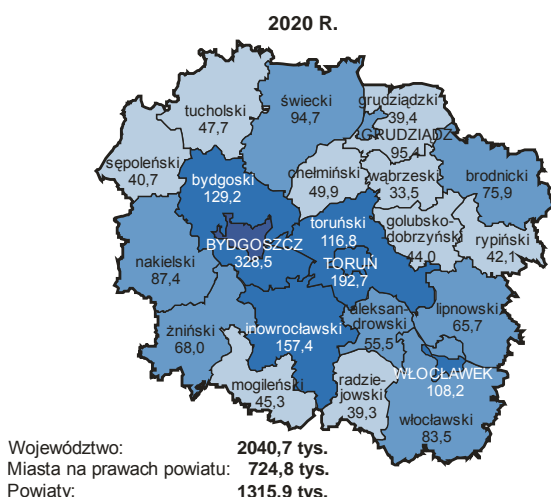 2020 R.
tucholski
47,7
świecki
94,7
grudziądzki
39,4
GRUDZIĄDZ
95,4
sępoleński
40,7
bydgoski
129,2
chełmiński
49,9
wąbrzeski
33,5
brodnicki
75,9
toruński
116,8
golubsko-
dobrzyński
44,0
rypiński
42,1
BYDGOSZCZ
328,5
TORUŃ
192,7
nakielski
87,4
żniński
68,0
inowrocławski
157,4
aleksan-
drowski
55,5
lipnowski
65,7
mogileński
45,3
radzie-
jowski
39,3
WŁOCŁAWEK
108,2
włocławski
83,5
Województwo: 2040,7 tys.
Miasta na prawach powiatu: 724,8 tys.
Powiaty: 1315,9 tys.